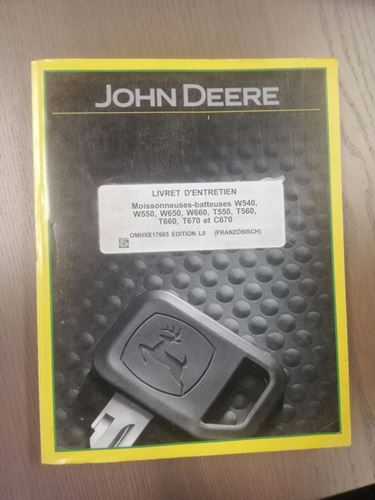 JOHN DEERE
LIVRET D'ENTRETIEN
Moissonneuses-batteuses W540,
W550, W650, W660, T550, T560,
T660, T670 et C670
OMHXE17665 ÉDITION L0 (FRANZÖSISCH)